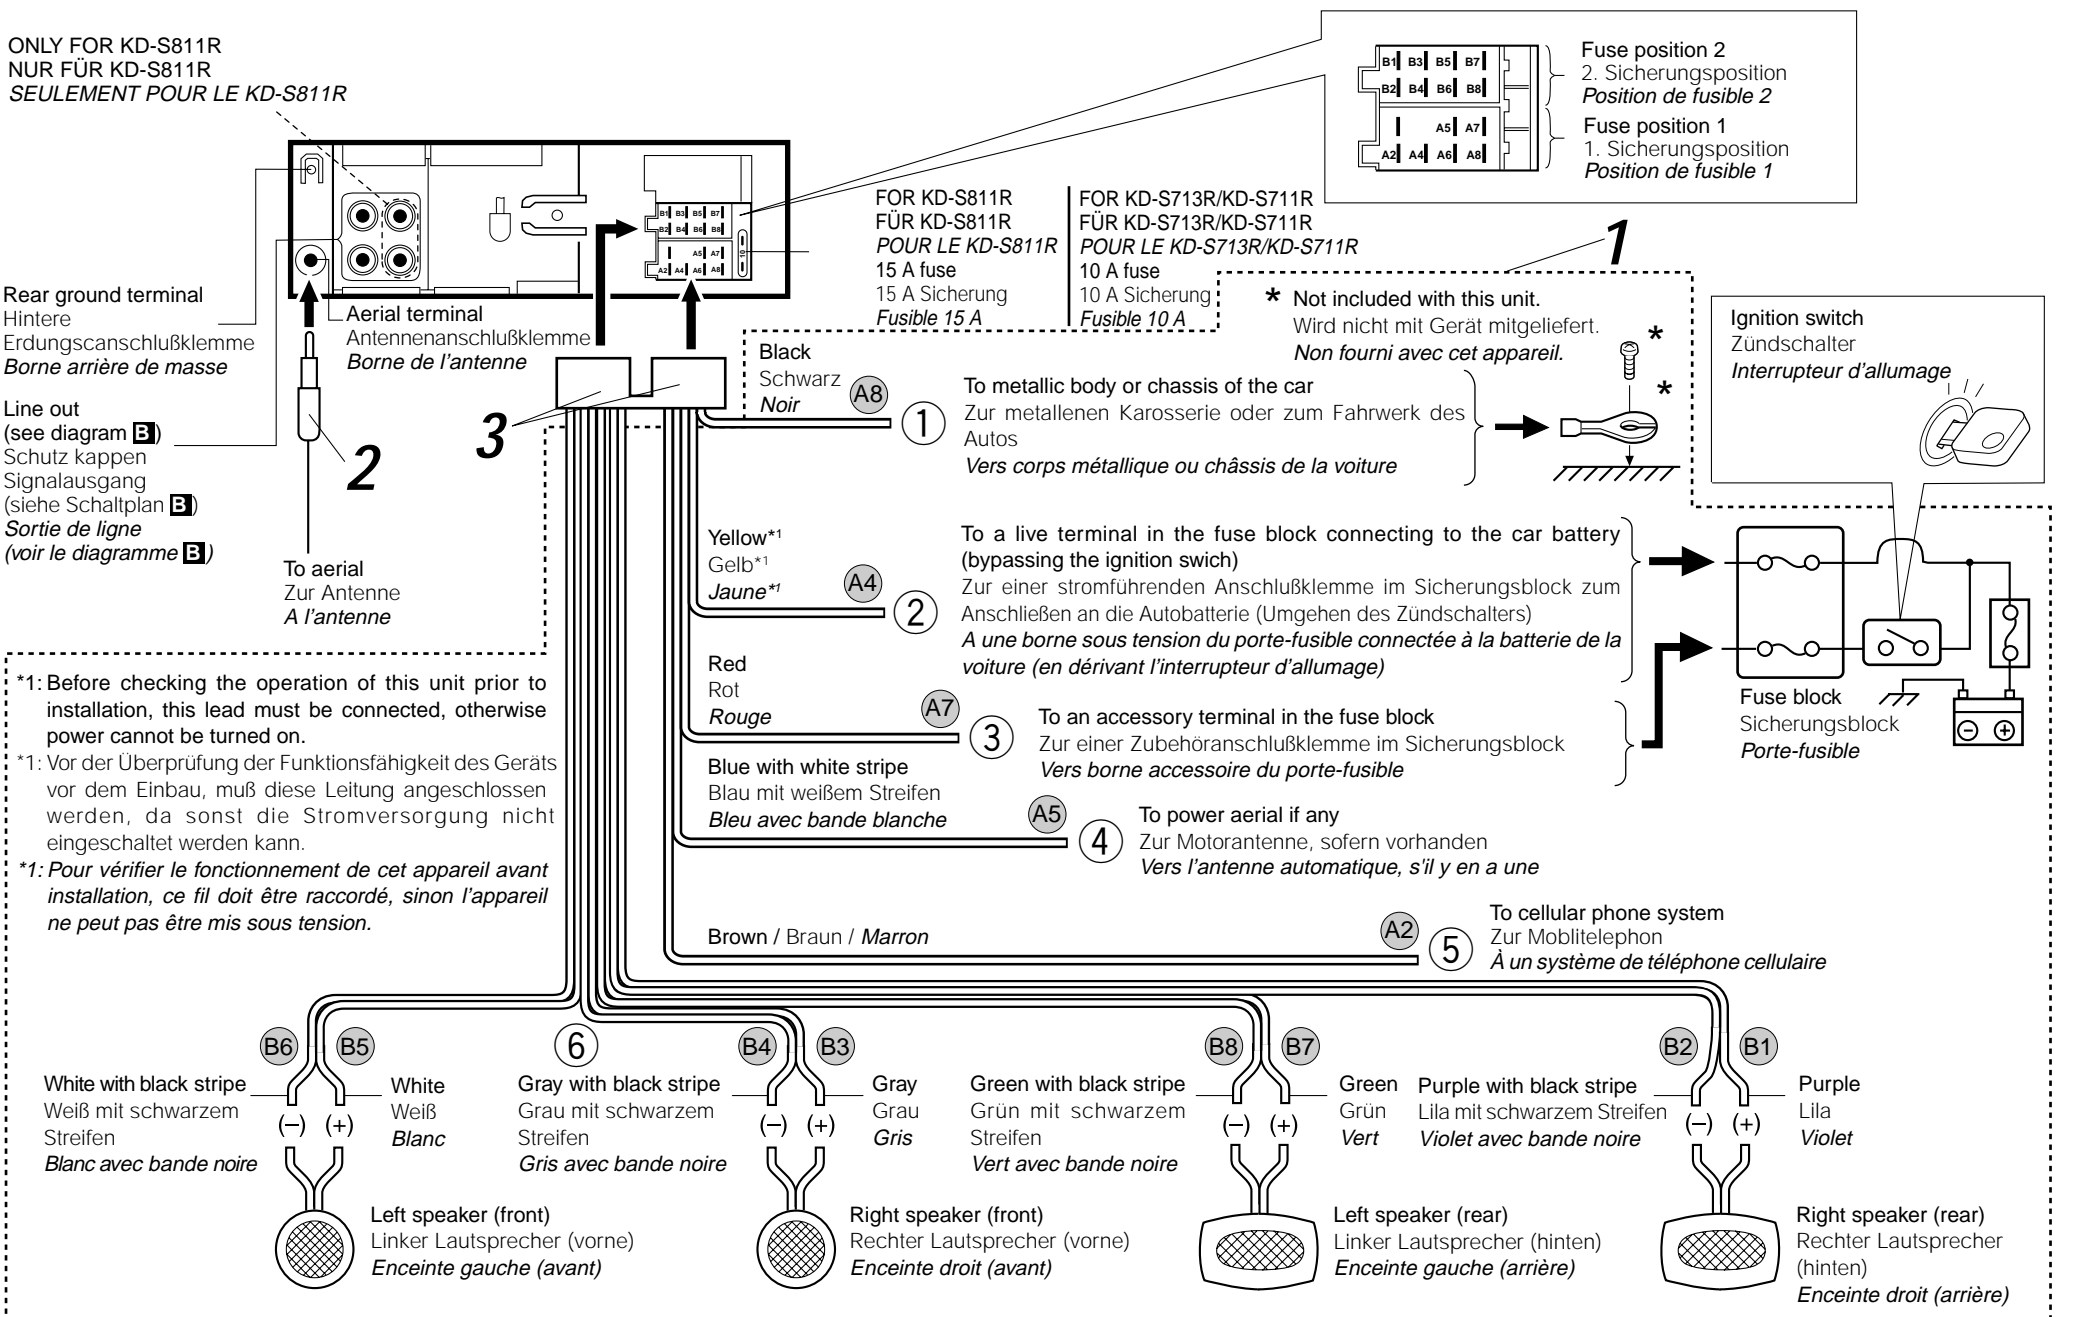 ONLY FOR KD-S811R
NUR FÜR KD-S811R
SEULEMENT POUR LE KD-S811R
B1 B3 B5 B7
B2 B4 B6 B8
A5 A7
A2 A4 A6 A8
Fuse position 2
2. Sicherungsposition
Position de fusible 2
Fuse position 1
1. Sicherungsposition
Position de fusible 1
B1 B3 B5 B7
B2 B4 B6 B8
A5 A7
A2 A4 A6 A8
10
FOR KD-S811R
FÜR KD-S811R
POUR LE KD-S811R
15 A fuse
15 A Sicherung
Fusible 15 A
FOR KD-S713R/KD-S711R
FÜR KD-S713R/KD-S711R
POUR LE KD-S713R/KD-S711R
10 A fuse
10 A Sicherung
Fusible 10 A
1
* Not included with this unit.
Wird nicht mit Gerät mitgeliefert.
Non fourni avec cet appareil.
*
*
Ignition switch
Zündschalter
Interrupteur d'allumage
Rear ground terminal
Hintere
Erdungscanschlußklemme
Borne arrière de masse
Aerial terminal
Antennenanschlußklemme
Borne de l'antenne
Line out
(see diagram B)
Schutz kappen
Signalausgang
(siehe Schaltplan B)
Sortie de ligne
(voir le diagramme B)
2
3
To aerial
Zur Antenne
A l'antenne
Black
Schwarz
Noir
A8
1
To metallic body or chassis of the car
Zur metallenen Karosserie oder zum Fahrwerk des
Autos
Vers corps métallique ou châssis de la voiture
Yellow*1
Gelb*1
Jaune*1
A4
2
To a live terminal in the fuse block connecting to the car battery
(bypassing the ignition swich)
Zur einer stromführenden Anschlußklemme im Sicherungsblock zum
Anschließen an die Autobatterie (Umgehen des Zündschalters)
A une borne sous tension du porte-fusible connectée à la batterie de la
voiture (en dérivant l'interrupteur d'allumage)
Fuse block
Sicherungsblock
Porte-fusible
− +
*1: Before checking the operation of this unit prior to
installation, this lead must be connected, otherwise
power cannot be turned on.
*1: Vor der Überprüfung der Funktionsfähigkeit des Geräts
vor dem Einbau, muß diese Leitung angeschlossen
werden, da sonst die Stromversorgung nicht
eingeschaltet werden kann.
*1: Pour vérifier le fonctionnement de cet appareil avant
installation, ce fil doit être raccordé, sinon l'appareil
ne peut pas être mis sous tension.
Red
Rot
Rouge
A7
3
To an accessory terminal in the fuse block
Zur einer Zubehöranschlußklemme im Sicherungsblock
Vers borne accessoire du porte-fusible
Blue with white stripe
Blau mit weißem Streifen
Bleu avec bande blanche
A5
4
To power aerial if any
Zur Motorantenne, sofern vorhanden
Vers l'antenne automatique, s'il y en a une
Brown / Braun / Marron
A2
5
To cellular phone system
Zur Moblitelephon
À un système de téléphone cellulaire
B6 B5
6
B4 B3
B8 B7
B2 B1
White with black stripe
Weiß mit schwarzem
Streifen
Blanc avec bande noire
(−) (+)
White
Weiß
Blanc
Gray with black stripe
Grau mit schwarzem
Streifen
Gris avec bande noire
(−) (+)
Gray
Grau
Gris
Green with black stripe
Grün mit schwarzem
Streifen
Vert avec bande noire
(−) (+)
Green
Grün
Vert
Purple with black stripe
Lila mit schwarzem Streifen
Violet avec bande noire
(−) (+)
Purple
Lila
Violet
Left speaker (front)
Linker Lautsprecher (vorne)
Enceinte gauche (avant)
Right speaker (front)
Rechter Lautsprecher (vorne)
Enceinte droit (avant)
Left speaker (rear)
Linker Lautsprecher (hinten)
Enceinte gauche (arrière)
Right speaker (rear)
Rechter Lautsprecher
(hinten)
Enceinte droit (arrière)